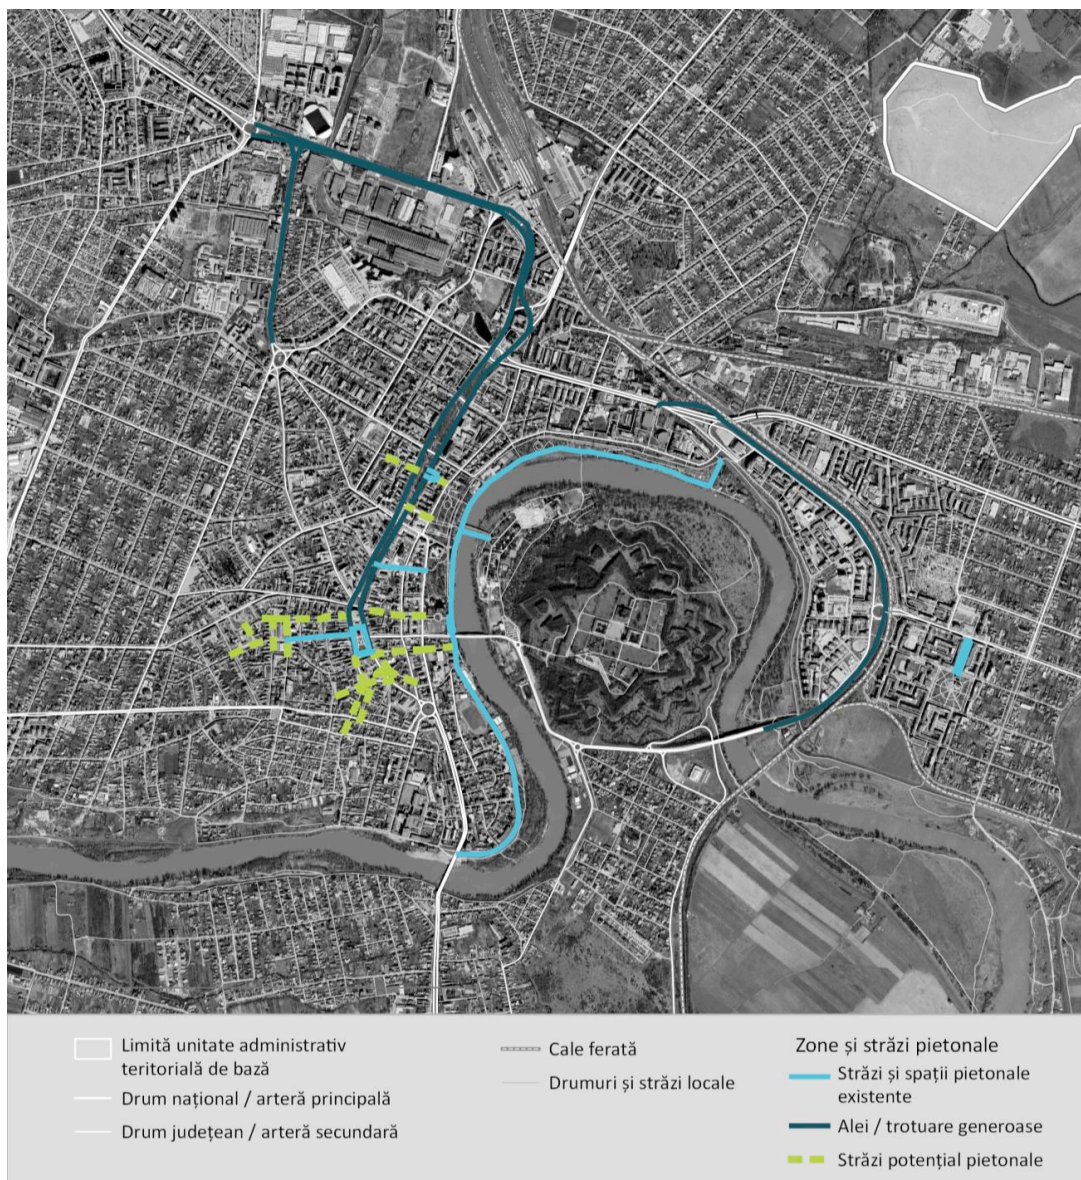 Limită unitate administrativ
teritorială de bază
Drum național / arteră principală
Drum județean / arteră secundară
Cale ferată
Drumuri și străzi locale
Zone și străzi pietonale
Străzi și spații pietonale
existente
Alei / trotuare generoase
Străzi potențial pietonale